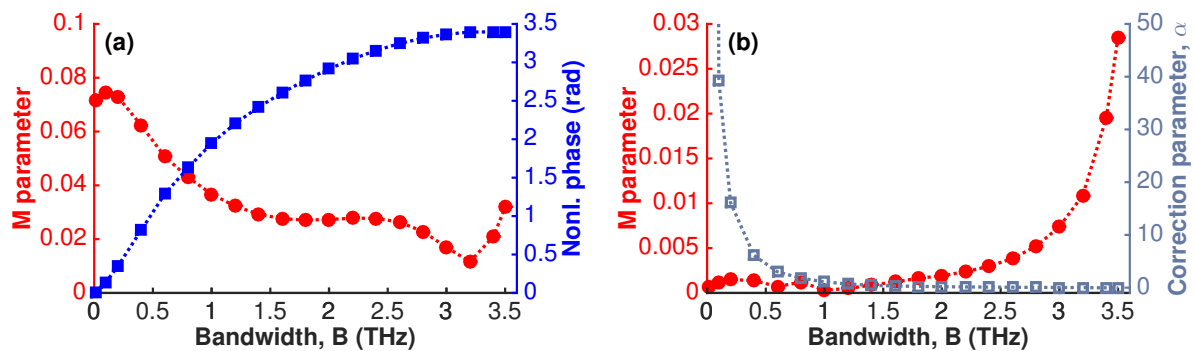 (a)
M parameter
0.1
0.08
0.06
0.04
0.02
0
3.5
3
2.5
2
1.5
1
0.5
0
Nonl. phase (rad)
0 0.5 1 1.5 2 2.5 3 3.5
Bandwidth, B (THz)
(b)
M parameter
0.03
0.025
0.02
0.015
0.01
0.005
0
50
40
30
20
10
0
Correction parameter, α
0 0.5 1 1.5 2 2.5 3 3.5
Bandwidth, B (THz)